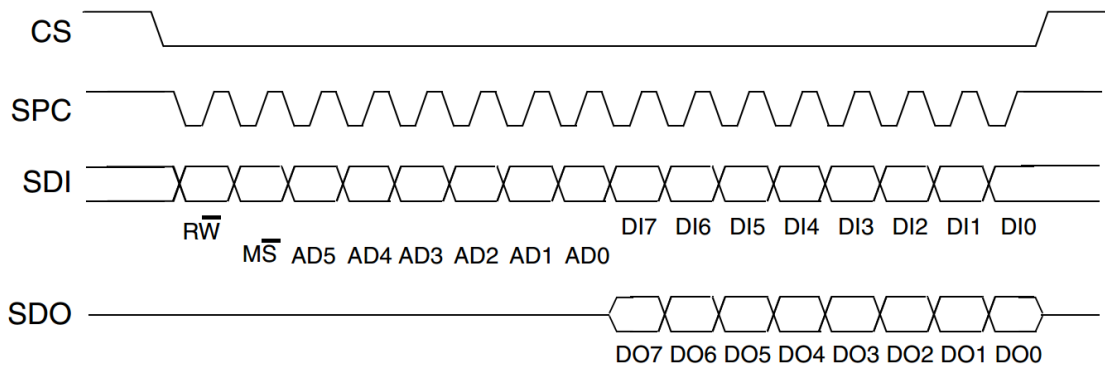 CS
SPC
SDI
RW̅
DI7 DI6 DI5 DI4 DI3 DI2 DI1 DI0
MS̅ AD5 AD4 AD3 AD2 AD1 AD0
SDO
DO7 DO6 DO5 DO4 DO3 DO2 DO1 DO0